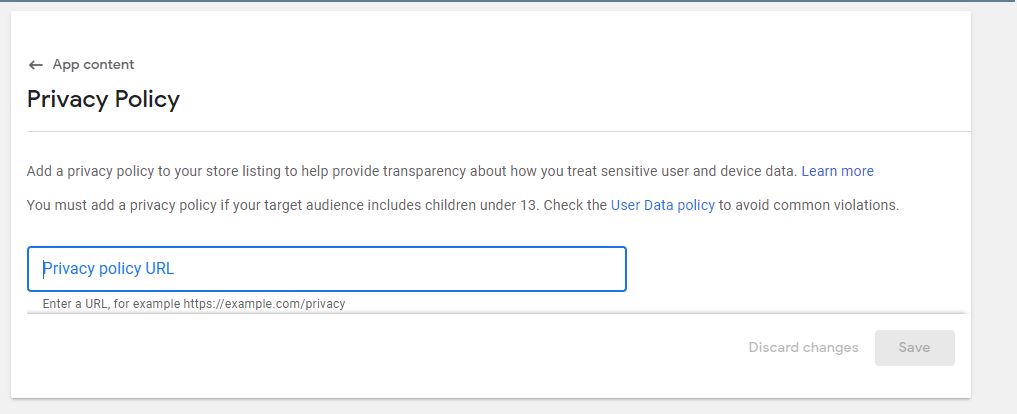 ← App content
Privacy Policy
Add a privacy policy to your store listing to help provide transparency about how you treat sensitive user and device data. Learn more
You must add a privacy policy if your target audience includes children under 13. Check the User Data policy to avoid common violations.
Privacy policy URL
Enter a URL, for example https://example.com/privacy
Discard changes Save